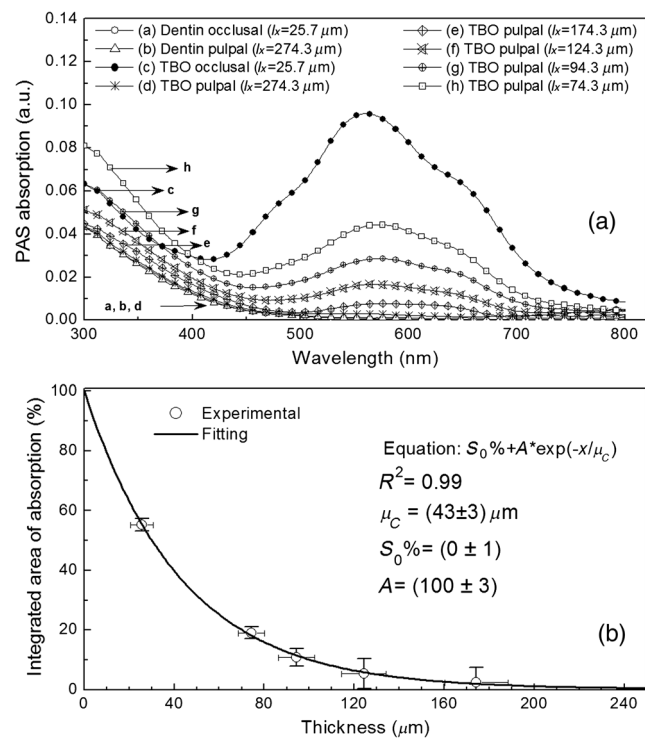 (a) Dentin occlusal (lx=25.7 μm)
(b) Dentin pulpal (lx=274.3 μm)
(c) TBO occlusal (lx=25.7 μm)
(d) TBO pulpal (lx=274.3 μm)
(e) TBO pulpal (lx=174.3 μm)
(f) TBO pulpal (lx=124.3 μm)
(g) TBO pulpal (lx=94.3 μm)
(h) TBO pulpal (lx=74.3 μm)
PAS absorption (a.u.)
0.14
0.12
0.10
0.08
0.06
0.04
0.02
0.00
h
c
g
f
e
a, b, d
(a)
300 400 500 600 700 800
Wavelength (nm)
Integrated area of absorption (%)
100
80
60
40
20
0
Experimental
Fitting
Equation: S0%+A*exp(-x/μC)
R2= 0.99
μC = (43±3) μm
S0%= (0 ± 1)
A= (100 ± 3)
(b)
0 40 80 120 160 200 240
Thickness (μm)